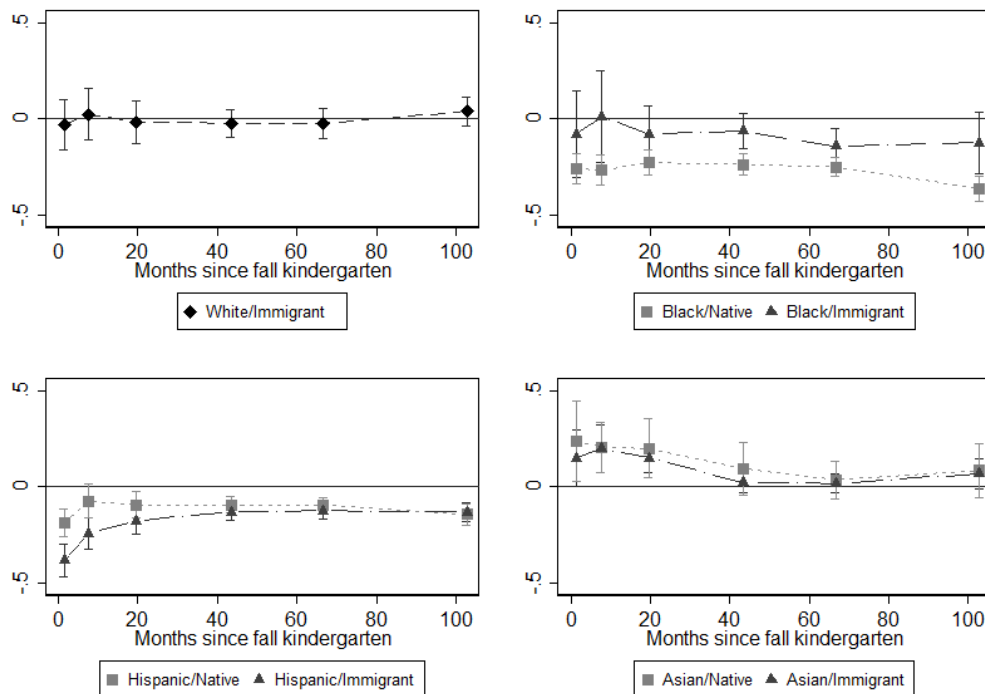 .5
0
-.5
0 20 40 60 80 100
Months since fall kindergarten
White/Immigrant
.5
0
-.5
0 20 40 60 80 100
Months since fall kindergarten
Black/Native Black/Immigrant
.5
0
-.5
0 20 40 60 80 100
Months since fall kindergarten
Hispanic/Native Hispanic/Immigrant
.5
0
-.5
0 20 40 60 80 100
Months since fall kindergarten
Asian/Native Asian/Immigrant